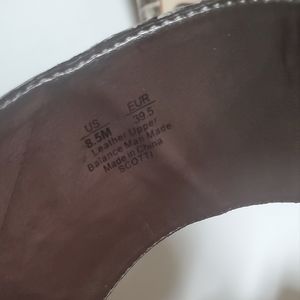 US EUR
8.5M 39.5
Leather Upper
Balance Man Made
Made in China
SCOTTI